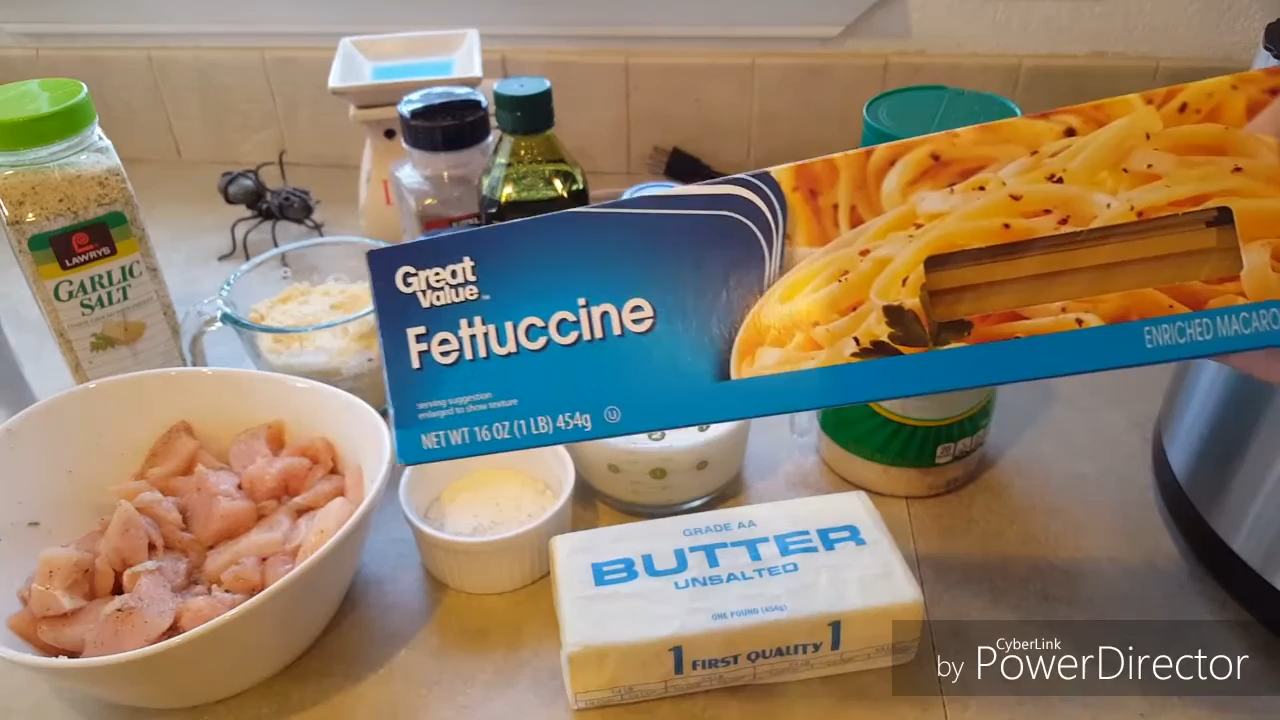 LAWRY'S
GARLIC
SALT
Great
Value
Fettuccine
serving suggestion
enlarged to show texture
NET WT 16 OZ (1 LB) 454g
U
ENRICHED MACARO
GRADE AA
BUTTER
UNSALTED
ONE POUND (454g)
1 FIRST QUALITY 1
CyberLink
by PowerDirector